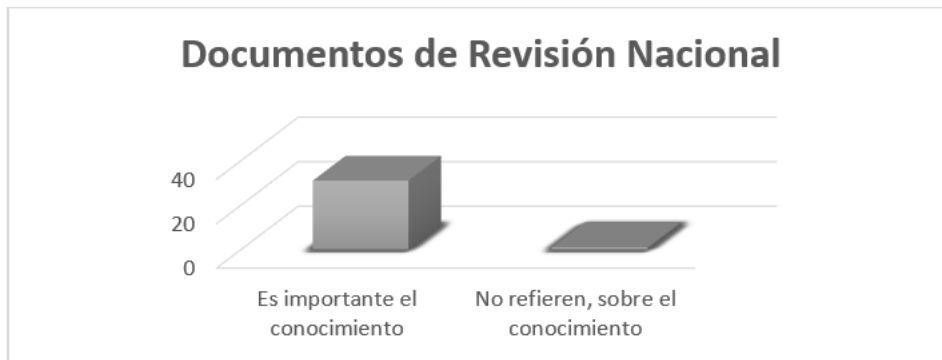 Documentos de Revisión Nacional
40
20
0
Es importante el
conocimiento
No refieren, sobre el
conocimiento